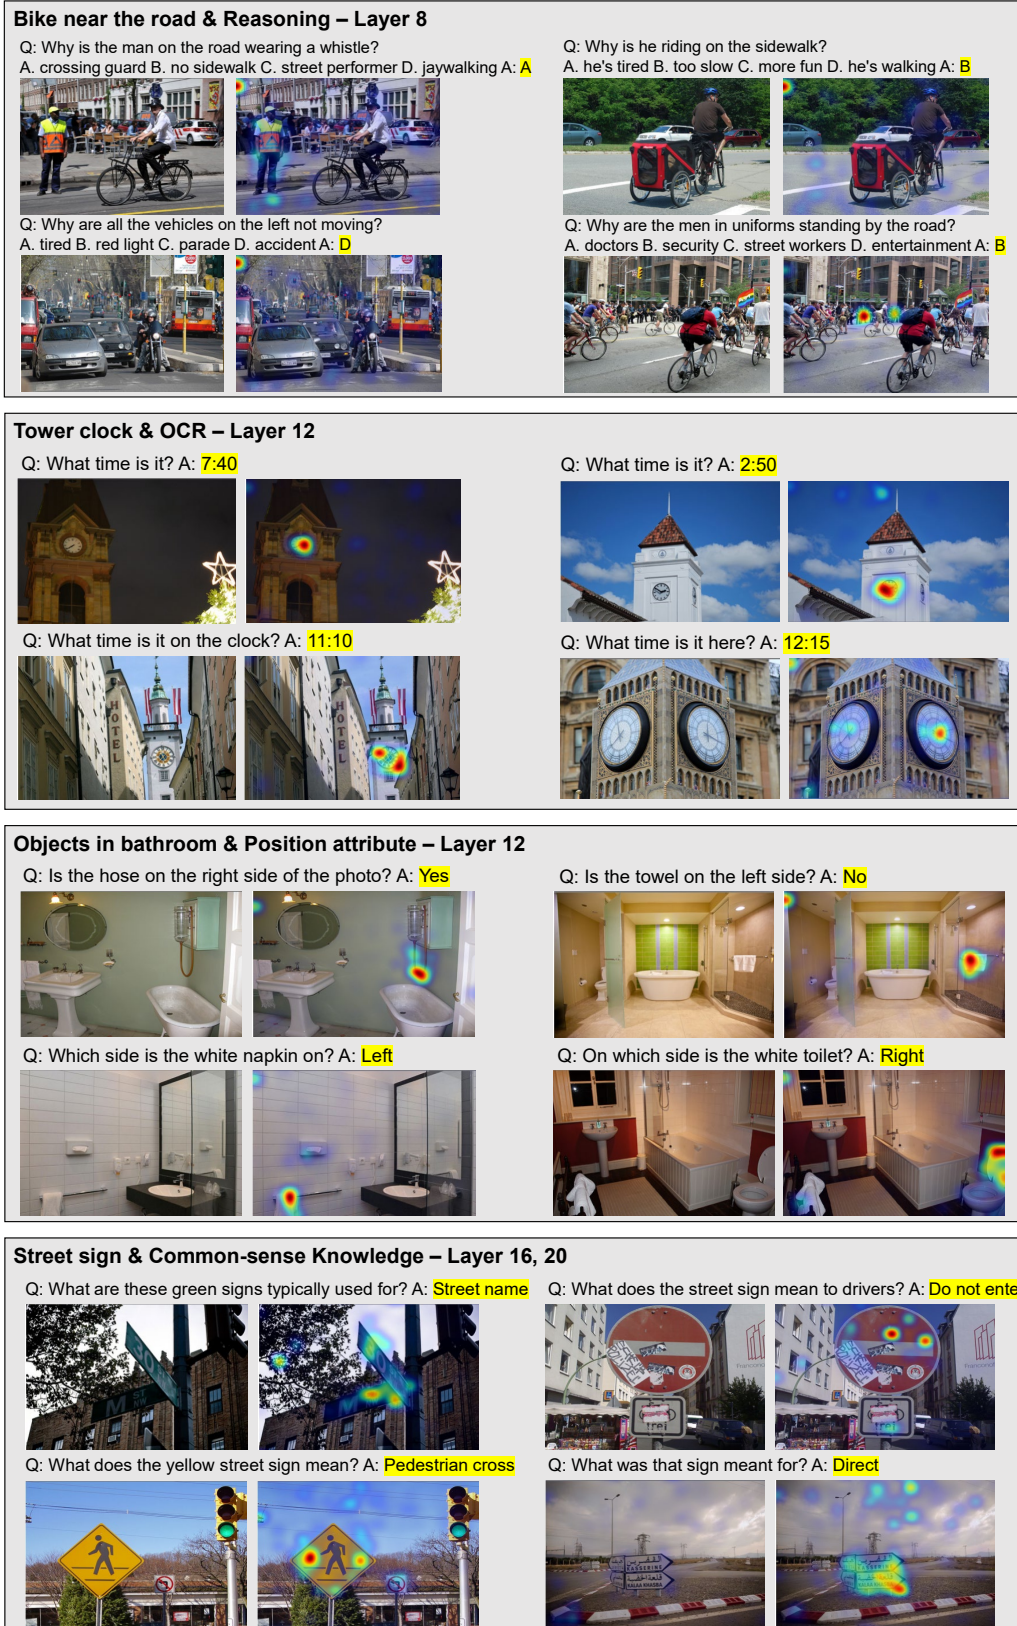 Bike near the road & Reasoning – Layer 8
Q: Why is the man on the road wearing a whistle?
A. crossing guard B. no sidewalk C. street performer D. jaywalking A: A
Q: Why is he riding on the sidewalk?
A. he's tired B. too slow C. more fun D. he's walking A: B
Q: Why are all the vehicles on the left not moving?
A. tired B. red light C. parade D. accident A: D
Q: Why are the men in uniforms standing by the road?
A. doctors B. security C. street workers D. entertainment A: B
Tower clock & OCR – Layer 12
Q: What time is it? A: 7:40
Q: What time is it? A: 2:50
Q: What time is it on the clock? A: 11:10
Q: What time is it here? A: 12:15
HOTEL
HOTEL
Objects in bathroom & Position attribute – Layer 12
Q: Is the hose on the right side of the photo? A: Yes
Q: Is the towel on the left side? A: No
Q: Which side is the white napkin on? A: Left
Q: On which side is the white toilet? A: Right
Street sign & Common-sense Knowledge – Layer 16, 20
Q: What are these green signs typically used for? A: Street name
Q: What does the street sign mean to drivers? A: Do not ente
frei
Q: What does the yellow street sign mean? A: Pedestrian cross
Q: What was that sign meant for? A: Direct
KASSERINE
KALAA KHASBA